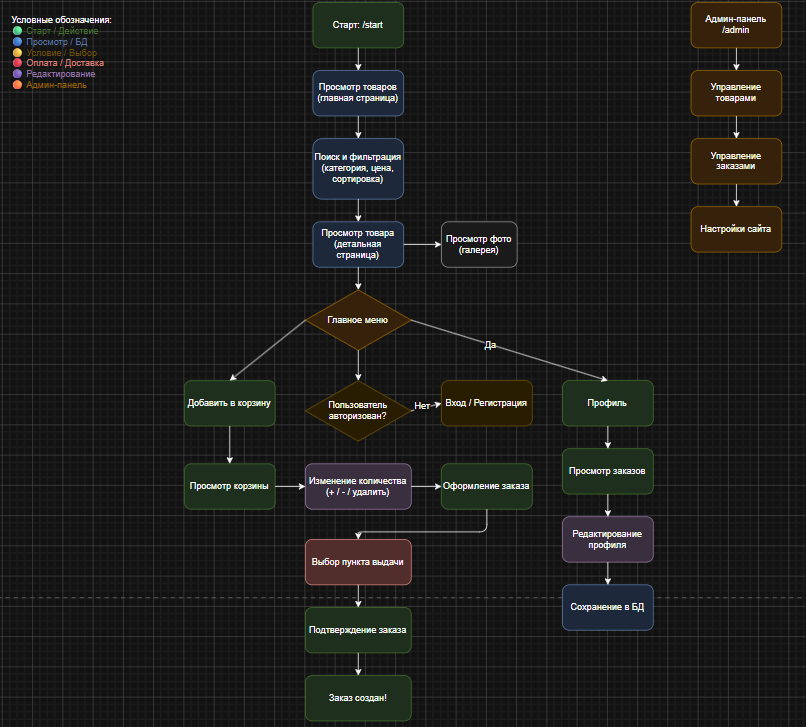 Условные обозначения:
Старт / Действие
Просмотр / БД
Условие / Выбор
Оплата / Доставка
Редактирование
Админ-панель
Старт: /start
Просмотр товаров
(главная страница)
Поиск и фильтрация
(категория, цена,
сортировка)
Просмотр товара
(детальная
страница)
Просмотр фото
(галерея)
Главное меню
Да
Добавить в корзину
Пользователь
авторизован?
Нет
Вход / Регистрация
Профиль
Просмотр корзины
Изменение количества
(+ / - / удалить)
Оформление заказа
Просмотр заказов
Выбор пункта выдачи
Редактирование
профиля
Подтверждение заказа
Сохранение в БД
Заказ создан!
Админ-панель
/admin
Управление
товарами
Управление
заказами
Настройки сайта